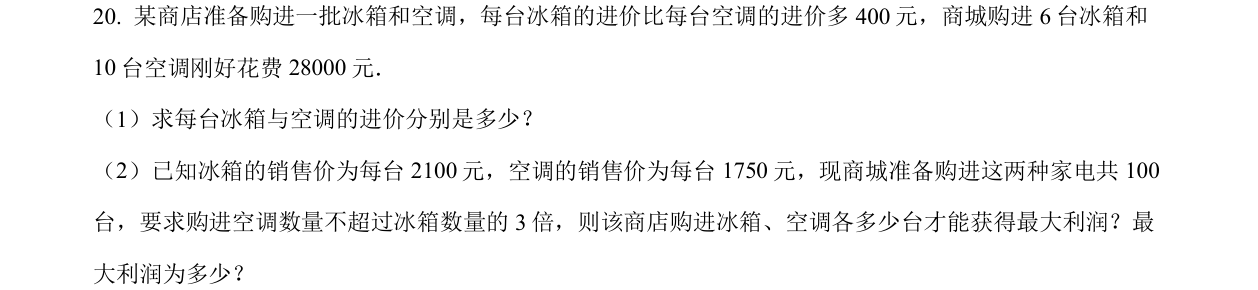 20. 某商店准备购进一批冰箱和空调，每台冰箱的进价比每台空调的进价多 400 元，商城购进 6 台冰箱和
10 台空调刚好花费 28000 元．
（1）求每台冰箱与空调的进价分别是多少？
（2）已知冰箱的销售价为每台 2100 元，空调的销售价为每台 1750 元，现商城准备购进这两种家电共 100
台，要求购进空调数量不超过冰箱数量的 3 倍，则该商店购进冰箱、空调各多少台才能获得最大利润？最
大利润为多少？